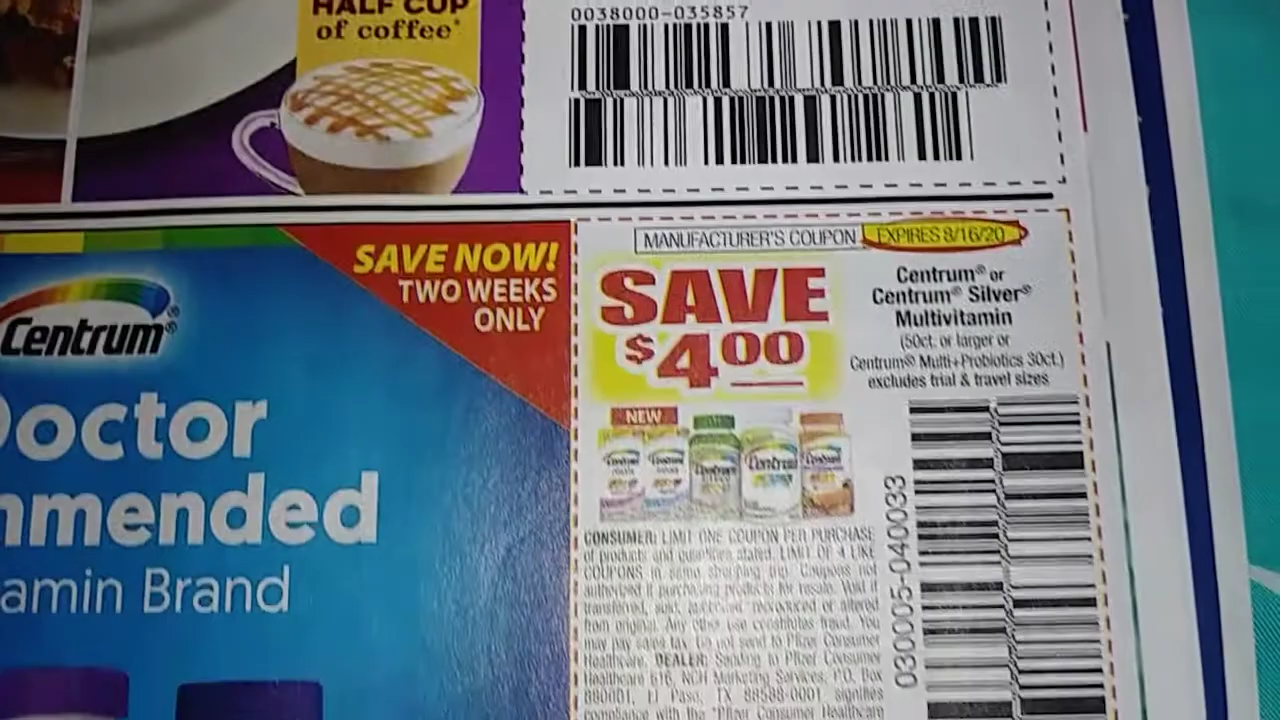 HALF CUP
of coffee*
0038000-035857
Centrum®
Doctor
mmended
amin Brand
SAVE NOW!
TWO WEEKS
ONLY
MANUFACTURER'S COUPON
EXPIRES 8/16/20
SAVE
$4.00
Centrum® or
Centrum® Silver®
Multivitamin
(50ct. or larger or
Centrum® Multi+Probiotics 30ct.)
excludes trial & travel sizes
NEW
Centrum
Centrum
Centrum
Centrum
Centrum
CONSUMER: LIMIT ONE COUPON PER PURCHASE
of products and quantities stated. LIMIT OF 4 LIKE
COUPONS in same shopping trip. Coupons not
authorized if purchasing products for resale. Void if
transferred, sold, auctioned, reproduced or altered
from original. Any other use constitutes fraud. You
may pay sales tax. Do not send to Pfizer Consumer
Healthcare. DEALER: Sending to Pfizer Consumer
Healthcare 516, NCH Marketing Services, P.O. Box
880001, El Paso, TX 88588-0001, signifies
compliance with the "Pfizer Consumer Healthcare
030005-040033